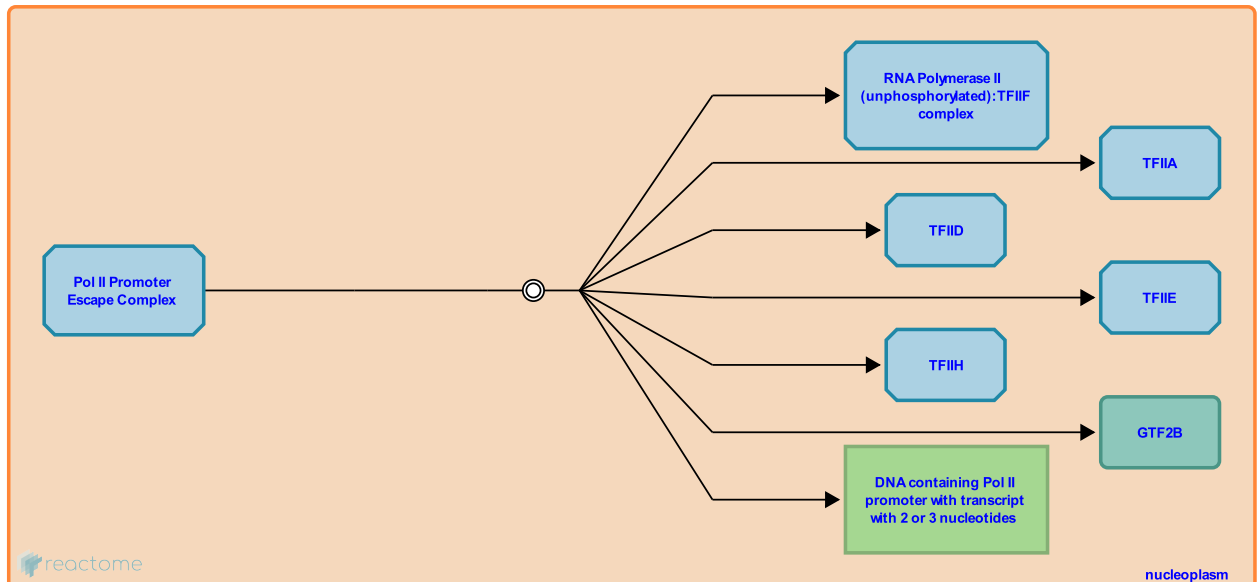 RNA Polymerase II
(unphosphorylated):TFIIF
complex
TFIIA
TFIID
Pol II Promoter
Escape Complex
TFIIE
TFIIH
GTF2B
DNA containing Pol II
promoter with transcript
with 2 or 3 nucleotides
reactome
nucleoplasm